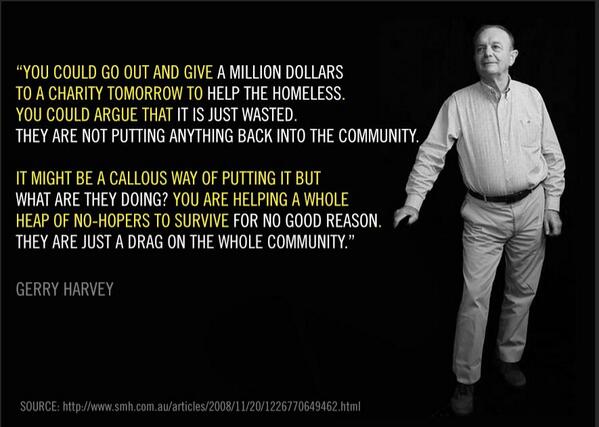 “YOU COULD GO OUT AND GIVE A MILLION DOLLARS
TO A CHARITY TOMORROW TO HELP THE HOMELESS.
YOU COULD ARGUE THAT IT IS JUST WASTED.
THEY ARE NOT PUTTING ANYTHING BACK INTO THE COMMUNITY.
IT MIGHT BE A CALLOUS WAY OF PUTTING IT BUT
WHAT ARE THEY DOING? YOU ARE HELPING A WHOLE
HEAP OF NO-HOPERS TO SURVIVE FOR NO GOOD REASON.
THEY ARE JUST A DRAG ON THE WHOLE COMMUNITY.”
GERRY HARVEY
SOURCE: http://www.smh.com.au/articles/2008/11/20/1226770649462.html